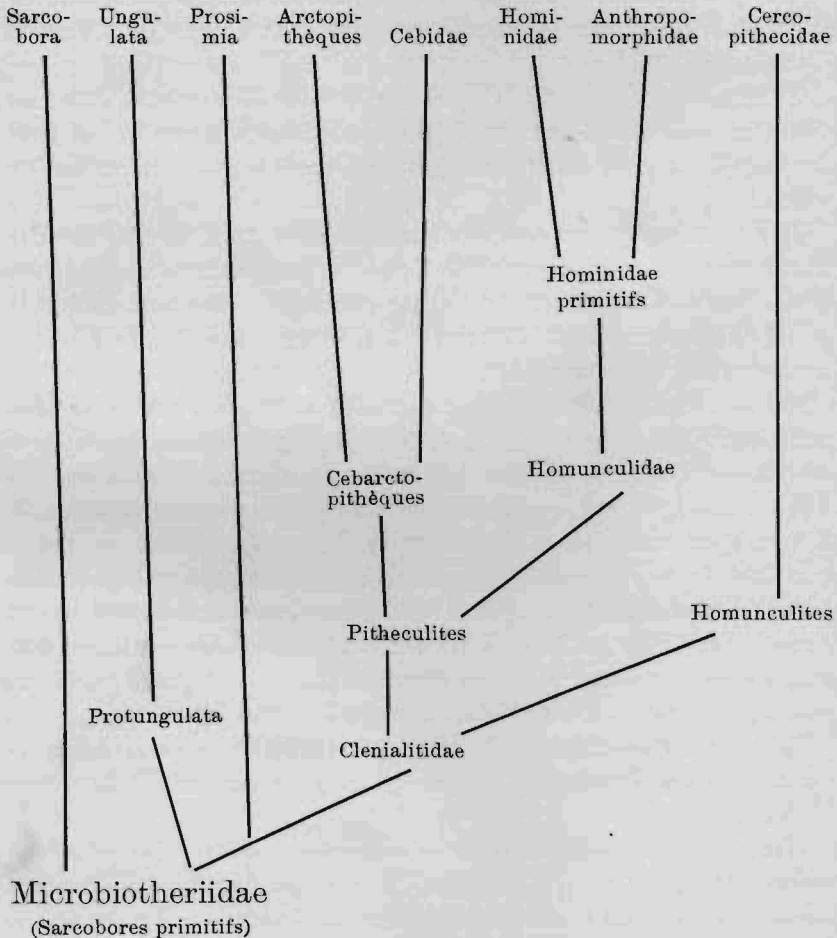 Sarco- Ungu- Prosi- Arctopi- Homi- Anthropo- Cerco-
bora lata mia thèques Cebidae nidae morphidae pithecidae
Hominidae
primitifs
Cebarcto- Homunculidae
pithèques
Homunculites
Pitheculites
Protungulata
Clenialitidae
Microbiotheriidae
(Sarcobores primitifs)